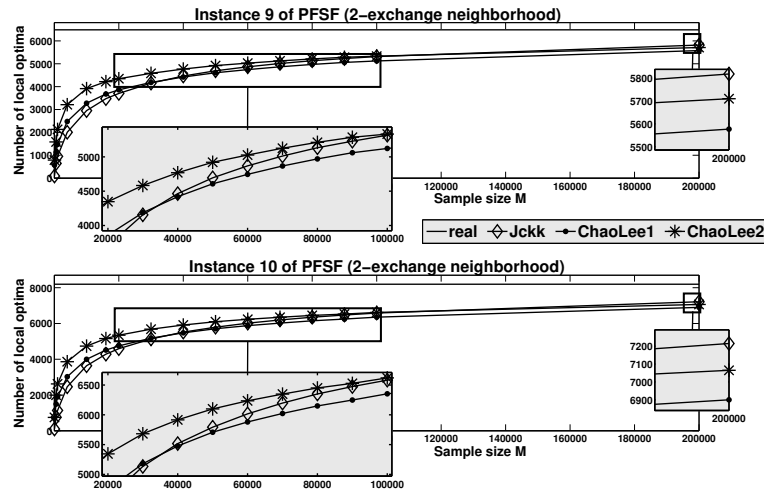 Instance 9 of PFSF (2-exchange neighborhood)
Number of local optima
6000
5000
4000
3000
2000
1000
0
5000
4500
4000
20000 40000 60000 80000 100000
5800
5700
5600
5500
200000
120000 140000 160000 180000 200000
Sample size M
real Jckk ChaoLee1 ChaoLee2
Instance 10 of PFSF (2-exchange neighborhood)
Number of local optima
8000
6000
4000
2000
0
6500
6000
5500
5000
20000 40000 60000 80000 100000
7200
7100
7000
6900
200000
120000 140000 160000 180000 200000
Sample size M